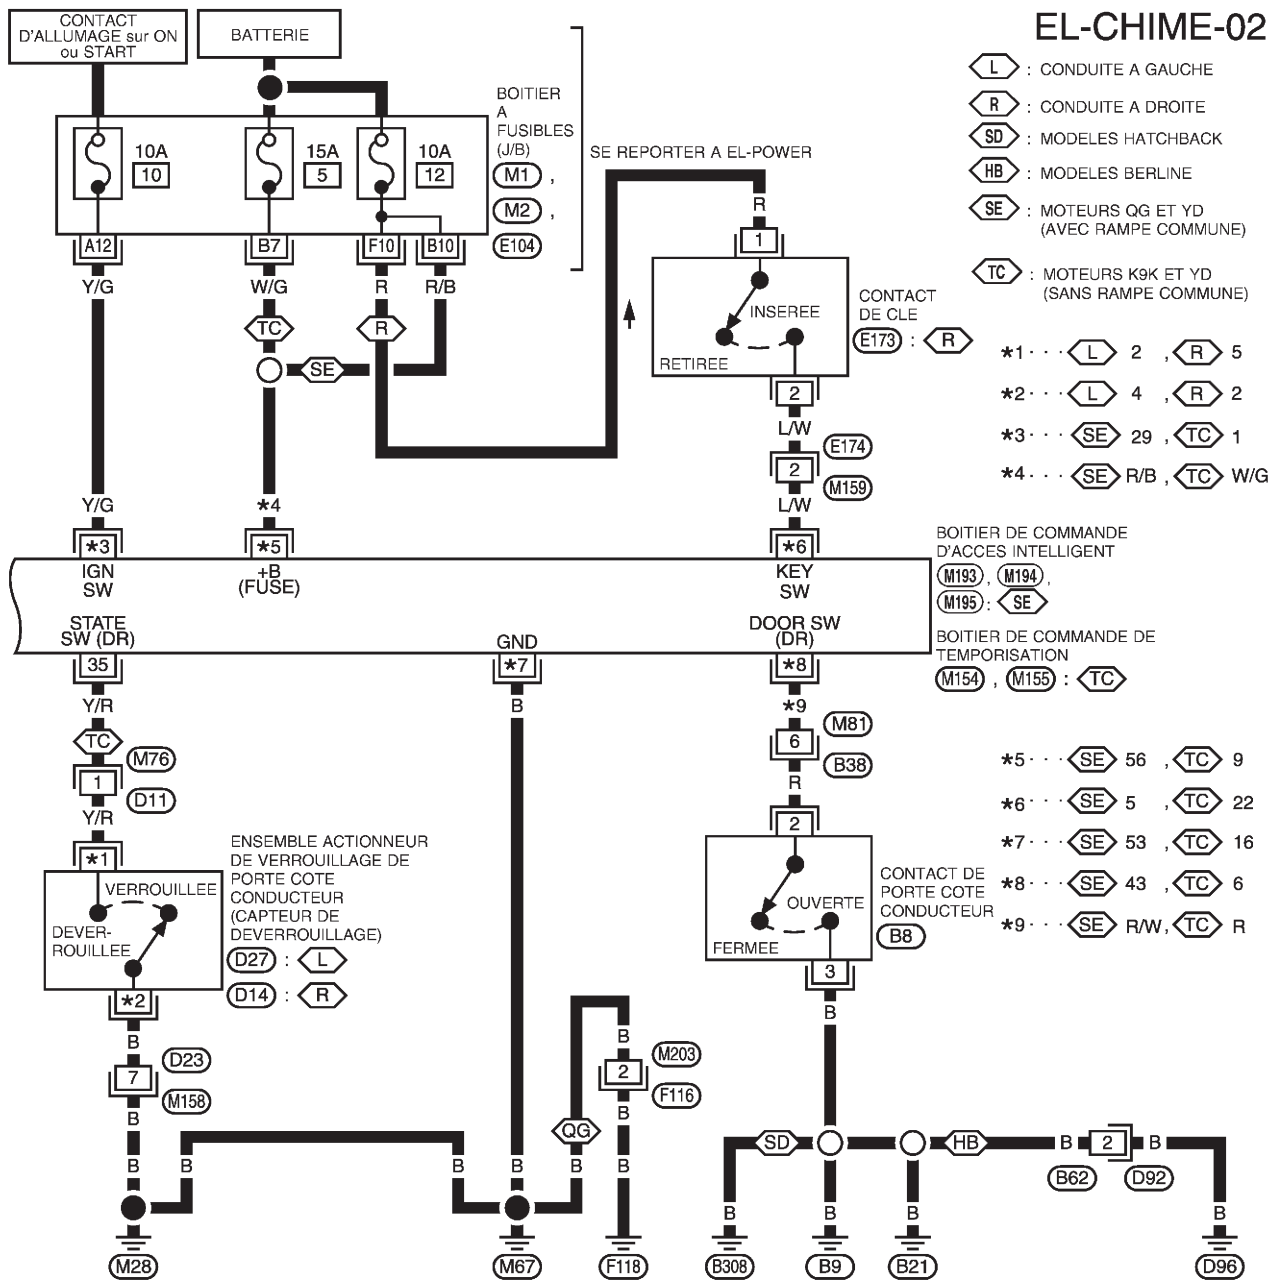 CONTACT
D'ALLUMAGE sur ON
ou START
BATTERIE
EL-CHIME-02
L : CONDUITE A GAUCHE
R : CONDUITE A DROITE
SD : MODELES HATCHBACK
HB : MODELES BERLINE
SE : MOTEURS QG ET YD
(AVEC RAMPE COMMUNE)
TC : MOTEURS K9K ET YD
(SANS RAMPE COMMUNE)
BOITIER
A
FUSIBLES
(J/B)
M1 ,
M2 ,
E104
10A
10
15A
5
10A
12
SE REPORTER A EL-POWER
A12
B7
F10
B10
Y/G
W/G
R
R/B
TC
R
SE
R
1
INSEREE
RETIREE
CONTACT
DE CLE
E173 : R
2
L/W
E174
2
M159
L/W
*1 · · · L 2 , R 5
*2 · · · L 4 , R 2
*3 · · · SE 29 , TC 1
*4 · · · SE R/B , TC W/G
Y/G
*4
*3
*5
*6
IGN
SW
+B
(FUSE)
KEY
SW
BOITIER DE COMMANDE
D'ACCES INTELLIGENT
M193 , M194 ,
M195 : SE
STATE
SW (DR)
GND
DOOR SW
(DR)
BOITIER DE COMMANDE DE
TEMPORISATION
M154 , M155 : TC
35
*7
*8
Y/R
B
*9
TC
M76
1
D11
Y/R
*1
M81
6
B38
R
2
*5 · · · SE 56 , TC 9
*6 · · · SE 5 , TC 22
*7 · · · SE 53 , TC 16
*8 · · · SE 43 , TC 6
*9 · · · SE R/W, TC R
VERROUILLEE
DEVER-
ROUILLEE
ENSEMBLE ACTIONNEUR
DE VERROUILLAGE DE
PORTE COTE
CONDUCTEUR
(CAPTEUR DE
DEVERROUILLAGE)
D27 : L
D14 : R
OUVERTE
FERMEE
CONTACT DE
PORTE COTE
CONDUCTEUR
B8
*2
3
B
B
D23
7
M158
B
B
M203
2
F116
B
QG
SD
HB
B
2
B
B62
D92
B
B
B
B
B
B
B
B
B
M28
M67
F118
B308
B9
B21
D96